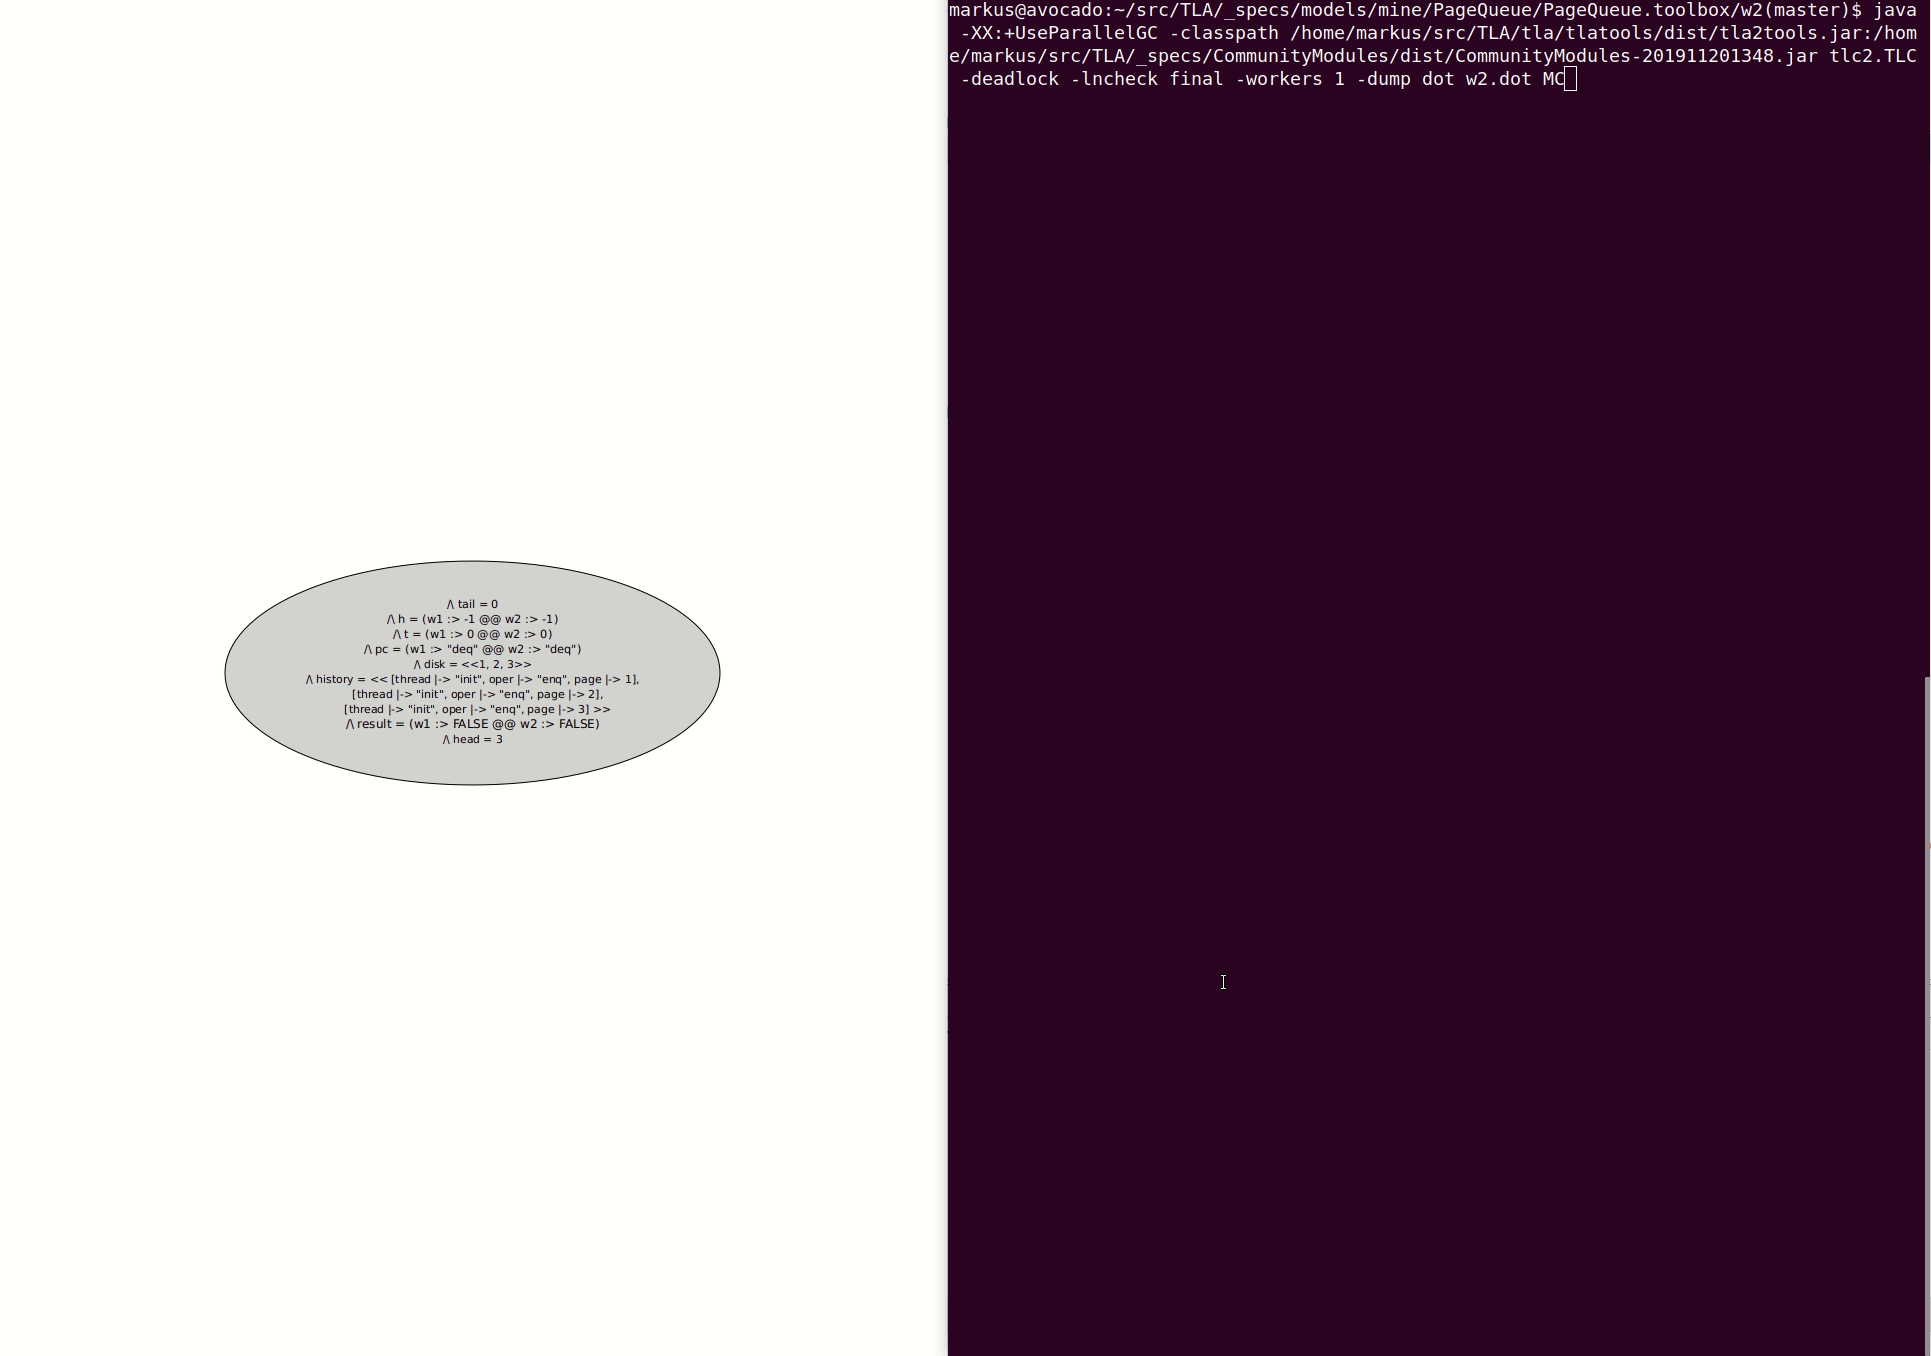 /\ tail = 0
/\ h = (w1 :> -1 @@ w2 :> -1)
/\ t = (w1 :> 0 @@ w2 :> 0)
/\ pc = (w1 :> "deq" @@ w2 :> "deq")
/\ disk = <<1, 2, 3>>
/\ history = << [thread |-> "init", oper |-> "enq", page |-> 1],
[thread |-> "init", oper |-> "enq", page |-> 2],
[thread |-> "init", oper |-> "enq", page |-> 3] >>
/\ result = (w1 :> FALSE @@ w2 :> FALSE)
/\ head = 3
markus@avocado:~/src/TLA/_specs/models/mine/PageQueue/PageQueue.toolbox/w2(master)$ java
-XX:+UseParallelGC -classpath /home/markus/src/TLA/tla/tlatools/dist/tla2tools.jar:/hom
e/markus/src/TLA/_specs/CommunityModules/dist/CommunityModules-201911201348.jar tlc2.TLC
-deadlock -lncheck final -workers 1 -dump dot w2.dot MC